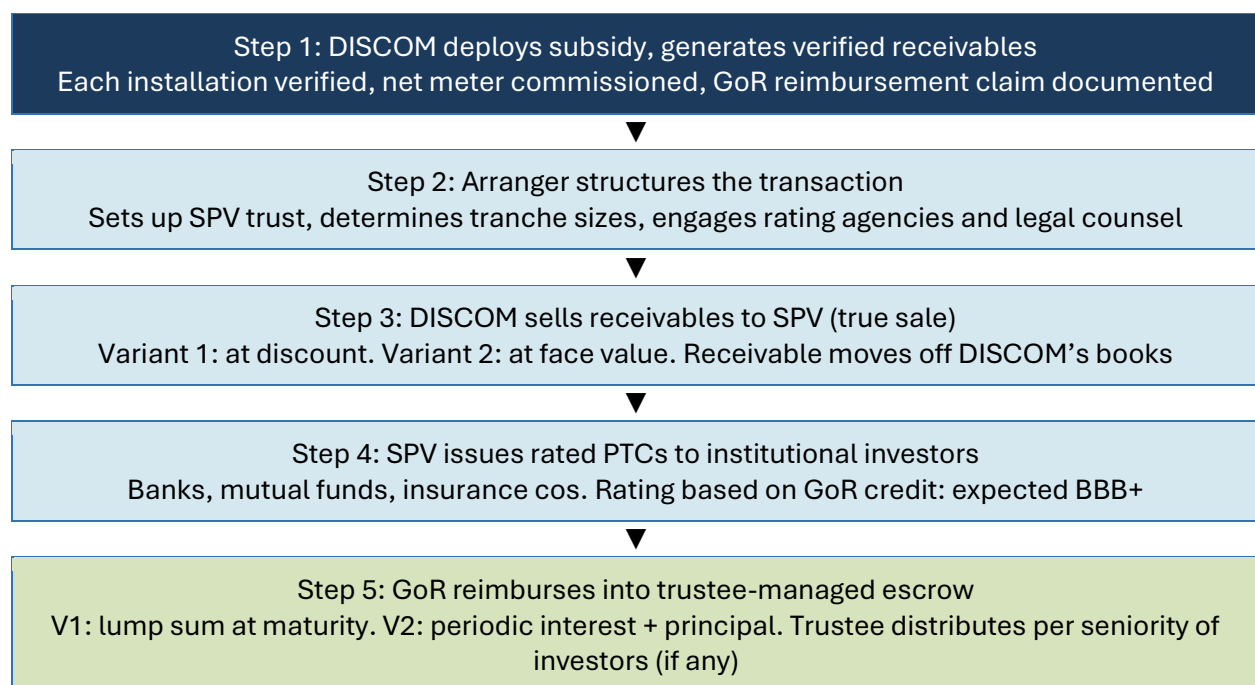 Step 1: DISCOM deploys subsidy, generates verified receivables
Each installation verified, net meter commissioned, GoR reimbursement claim documented
Step 2: Arranger structures the transaction
Sets up SPV trust, determines tranche sizes, engages rating agencies and legal counsel
Step 3: DISCOM sells receivables to SPV (true sale)
Variant 1: at discount. Variant 2: at face value. Receivable moves off DISCOM’s books
Step 4: SPV issues rated PTCs to institutional investors
Banks, mutual funds, insurance cos. Rating based on GoR credit: expected BBB+
Step 5: GoR reimburses into trustee-managed escrow
V1: lump sum at maturity. V2: periodic interest + principal. Trustee distributes per seniority of
investors (if any)